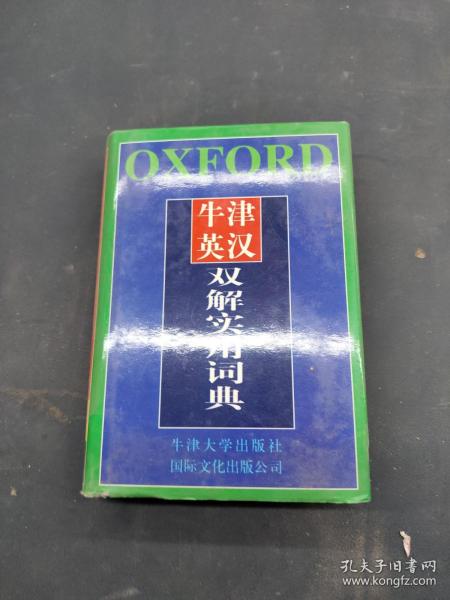 OXFORD
牛津
英汉
双解实用词典
牛津大学出版社
国际文化出版公司
孔夫子旧书网
www.kongfz.com